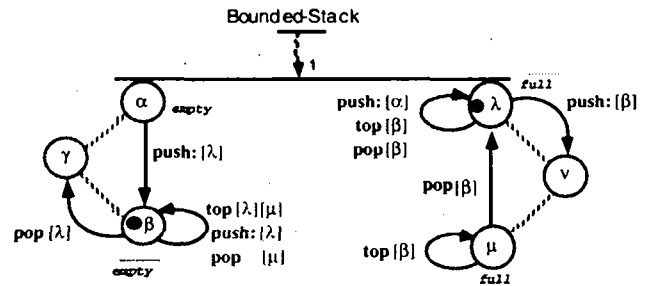 Bounded-Stack
1
α
empty
γ
push: [λ]
β
pop [λ]
top [λ][μ]
push: [λ]
pop [μ]
empty
full
push: [α]
top [β]
pop [β]
λ
push: [β]
ν
pop [β]
top [β]
μ
full